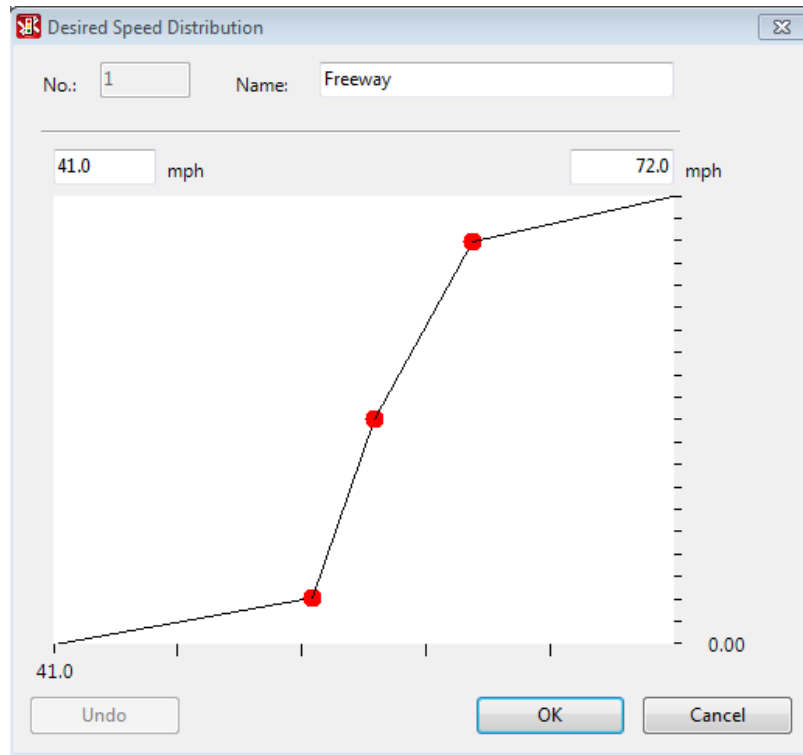 Desired Speed Distribution
No.: 1 Name: Freeway
41.0 mph 72.0 mph
0.00
41.0
Undo OK Cancel